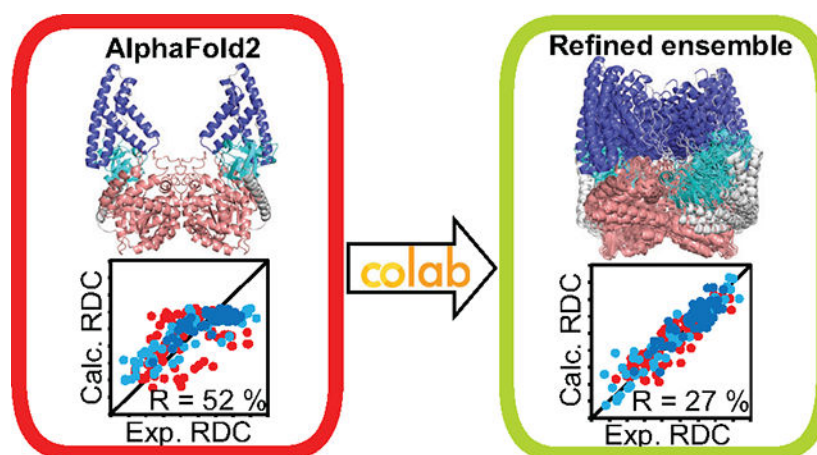 AlphaFold2
Calc. RDC
R = 52 %
Exp. RDC
colab
Refined ensemble
Calc. RDC
R = 27 %
Exp. RDC